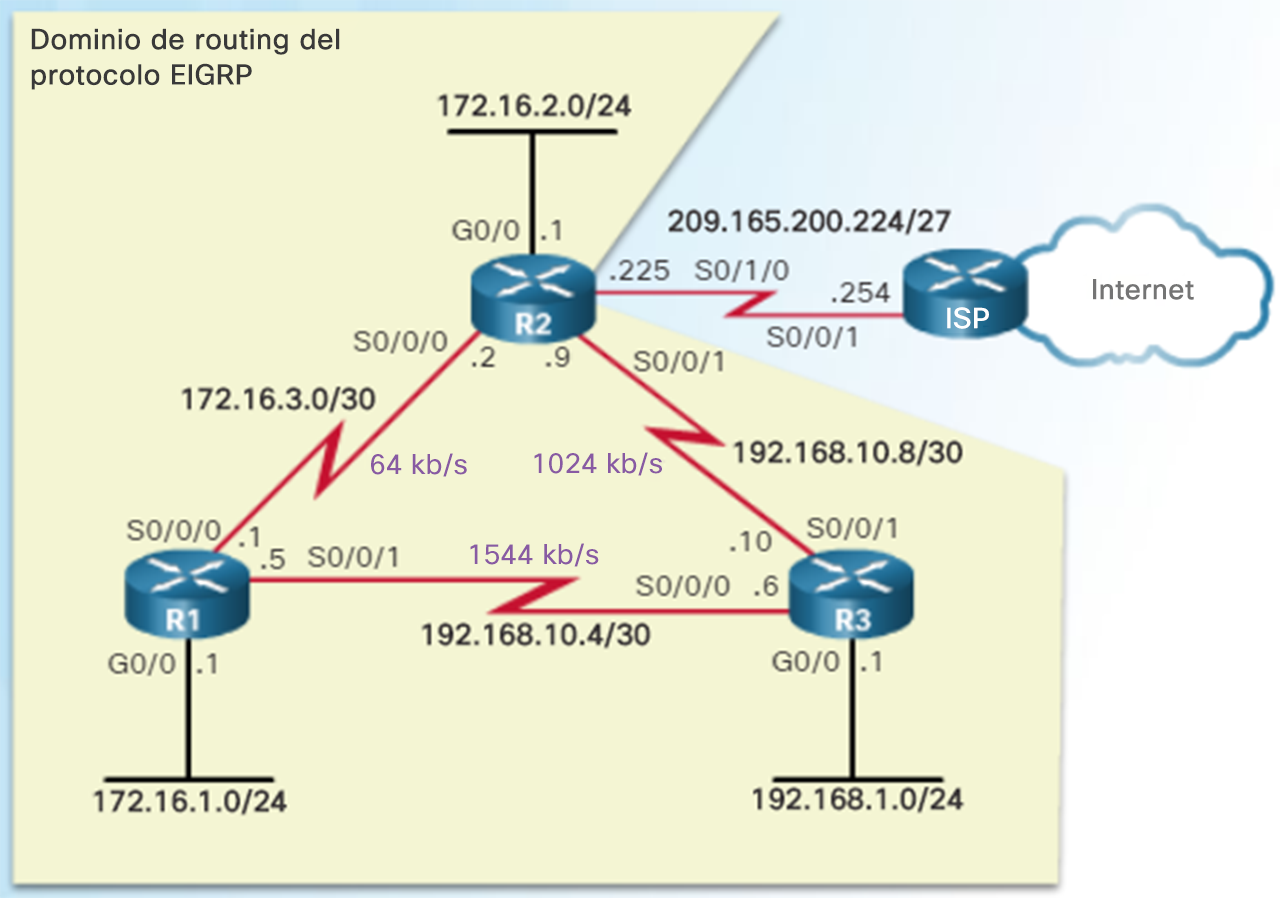 Dominio de routing del
protocolo EIGRP
172.16.2.0/24
G0/0 .1
209.165.200.224/27
.225 S0/1/0
.254
S0/0/1
ISP
Internet
R2
S0/0/0
.2
.9
S0/0/1
172.16.3.0/30
64 kb/s
1024 kb/s
192.168.10.8/30
S0/0/0 .1
.5 S0/0/1
1544 kb/s
.10
S0/0/1
S0/0/0 .6
R1
R3
192.168.10.4/30
G0/0 .1
G0/0 .1
172.16.1.0/24
192.168.1.0/24